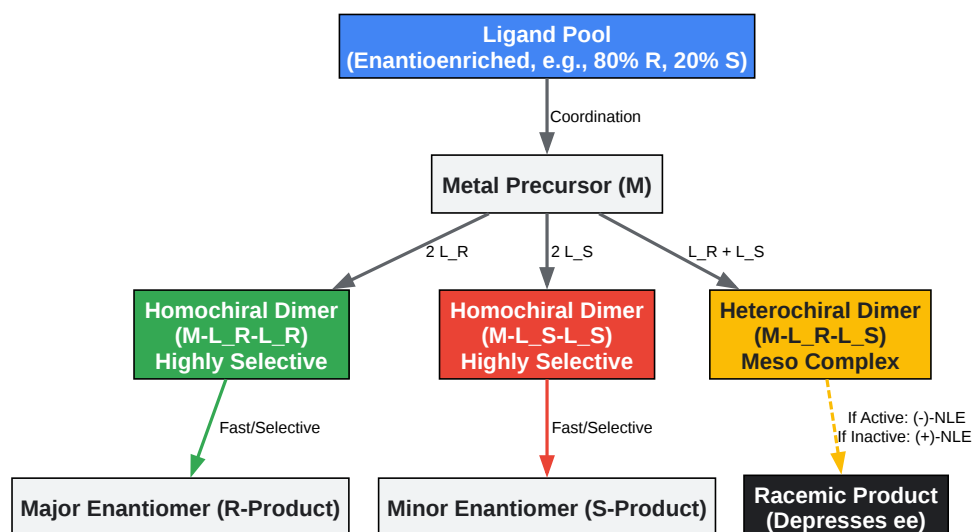 Ligand Pool
(Enantioenriched, e.g., 80% R, 20% S)
Coordination
Metal Precursor (M)
2 L_R
2 L_S
L_R + L_S
Homochiral Dimer
(M-L_R-L_R)
Highly Selective
Homochiral Dimer
(M-L_S-L_S)
Highly Selective
Heterochiral Dimer
(M-L_R-L_S)
Meso Complex
Fast/Selective
Fast/Selective
If Active: (-)-NLE
If Inactive: (+)-NLE
Major Enantiomer (R-Product)
Minor Enantiomer (S-Product)
Racemic Product
(Depresses ee)